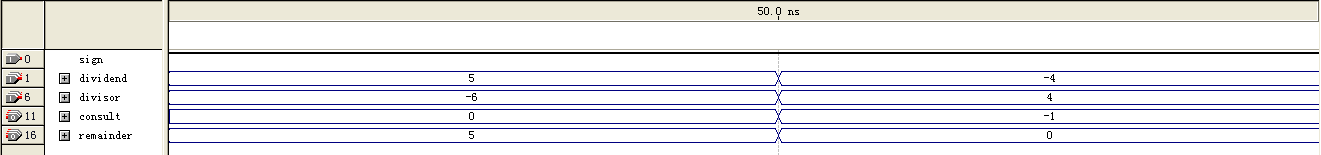 50.0 ns
0 sign
1 dividend 5 -4
6 divisor -6 4
11 consult 0 -1
16 remainder 5 0